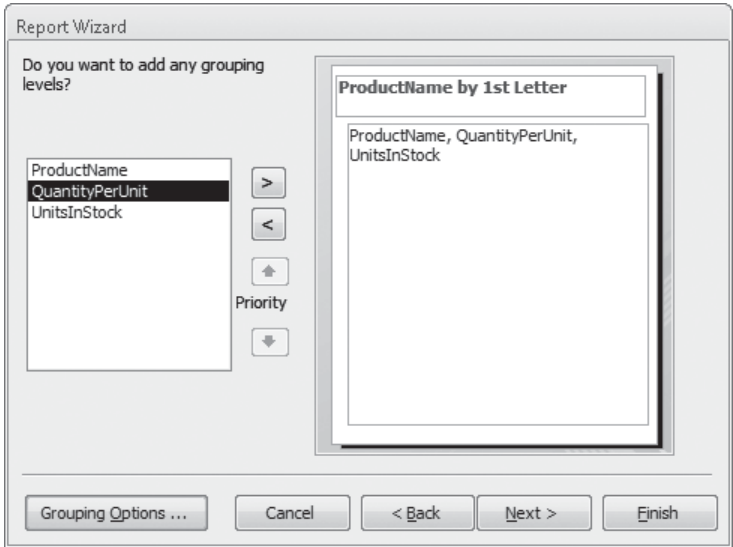 Report Wizard
Do you want to add any grouping
levels?
ProductName
QuantityPerUnit
UnitsInStock
>
<
Priority
ProductName by 1st Letter
ProductName, QuantityPerUnit,
UnitsInStock
Grouping Options ...
Cancel
< Back
Next >
Finish